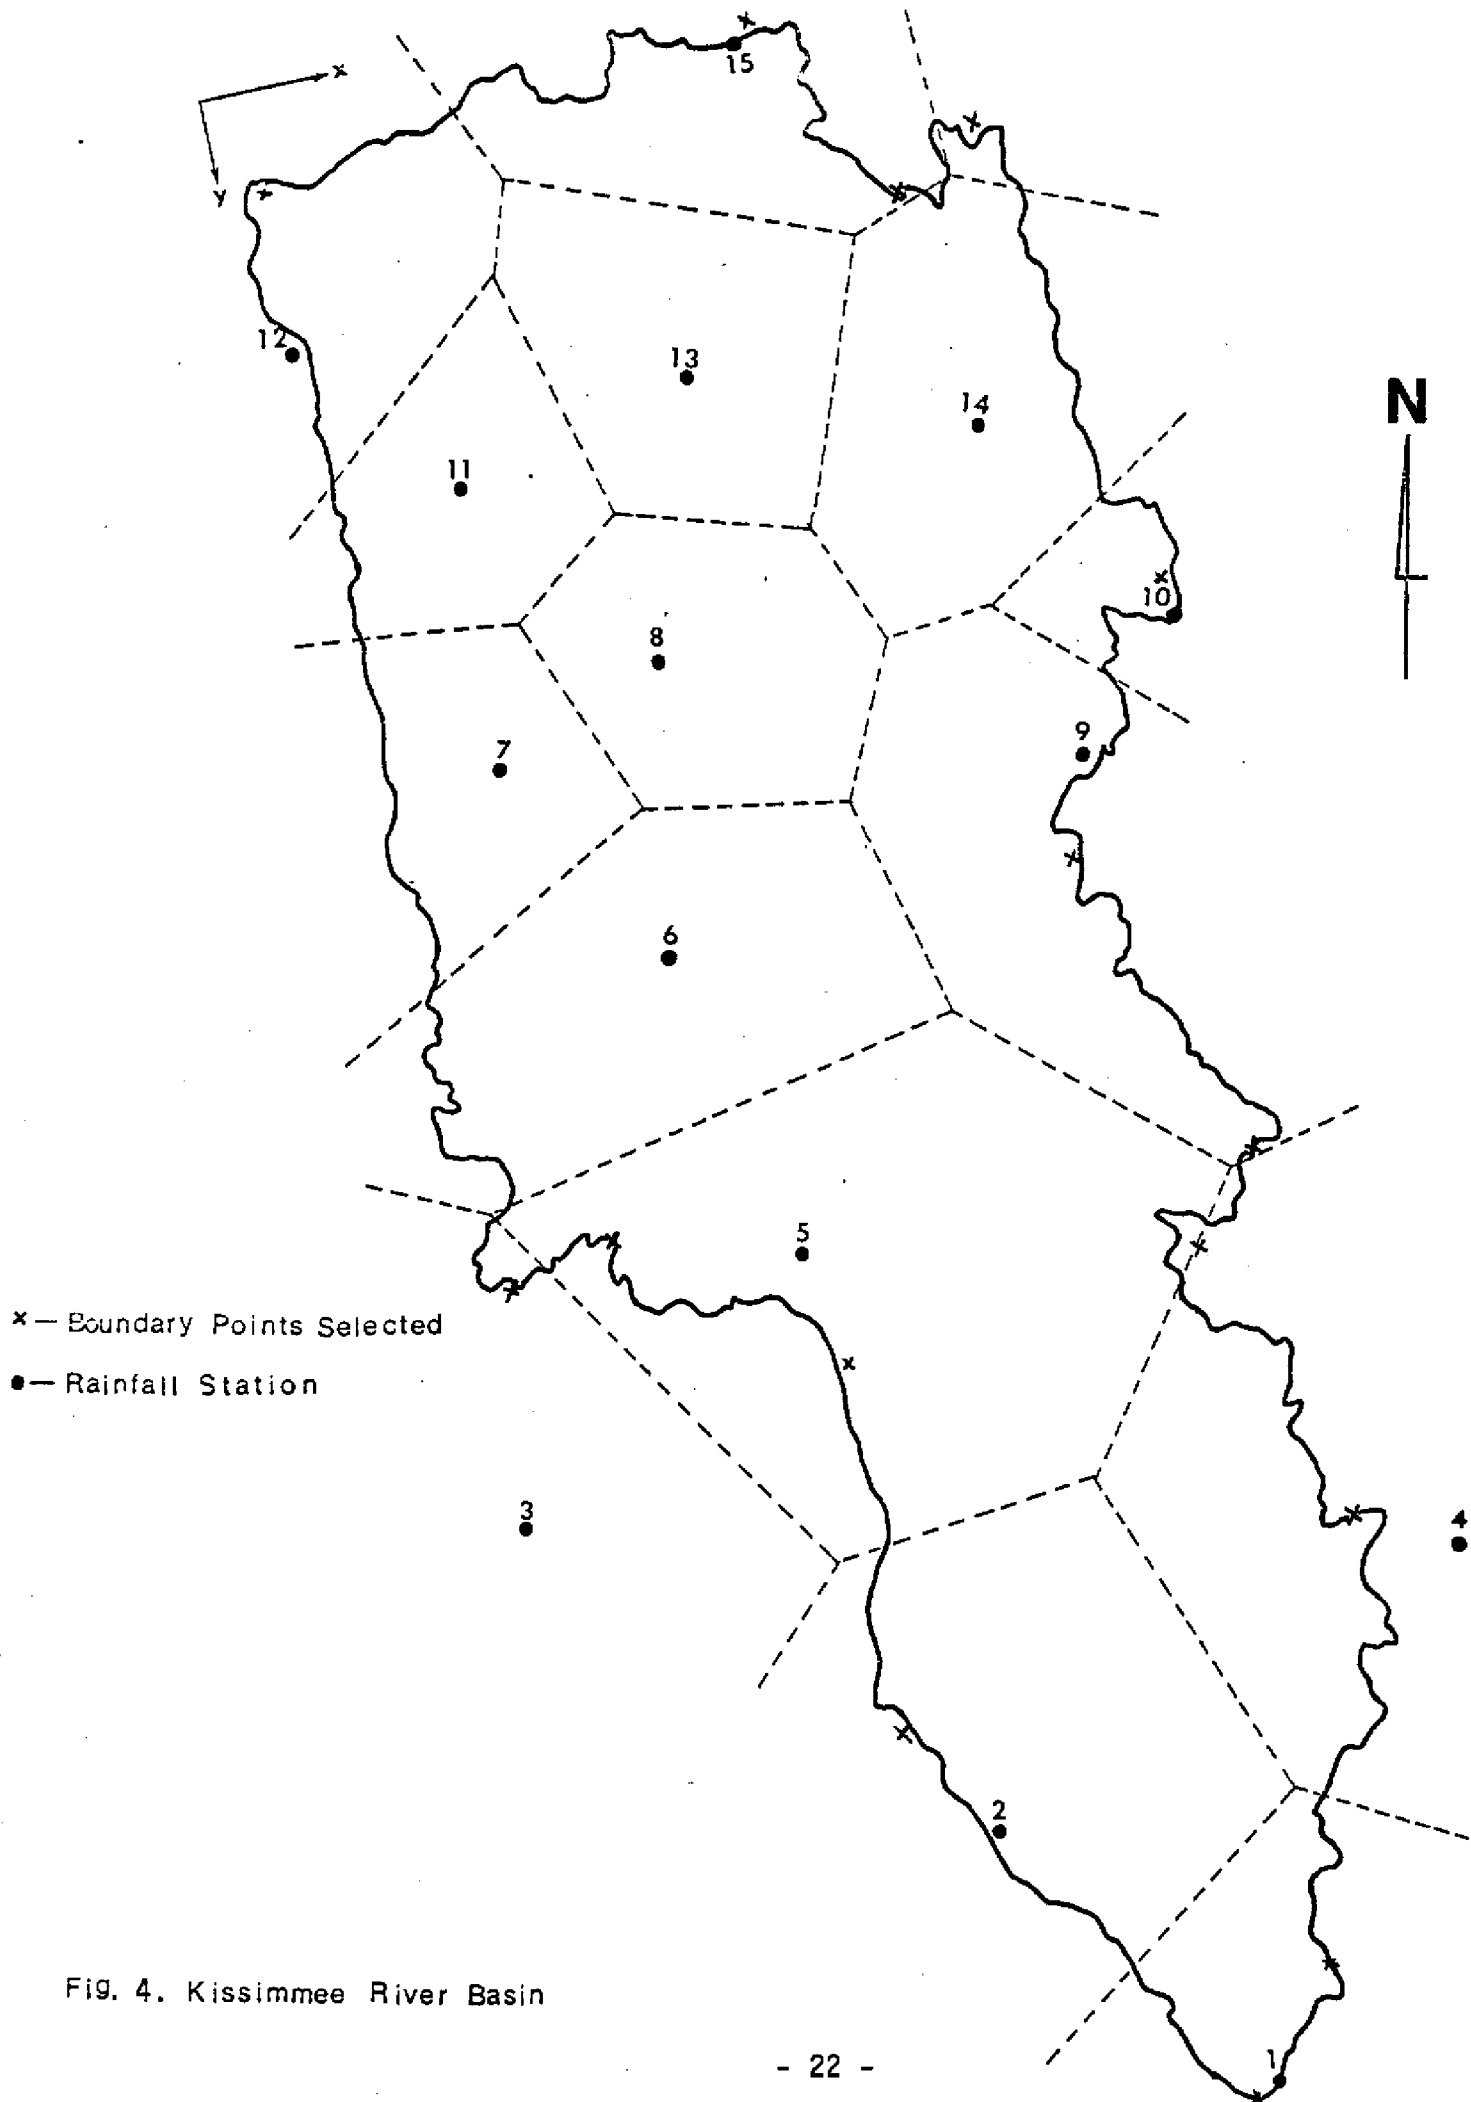 15
x
y
12
13
14
N
11
10
8
9
7
6
5
x — Boundary Points Selected
●— Rainfall Station
3
4
2
Fig. 4. Kissimmee River Basin
1
- 22 -